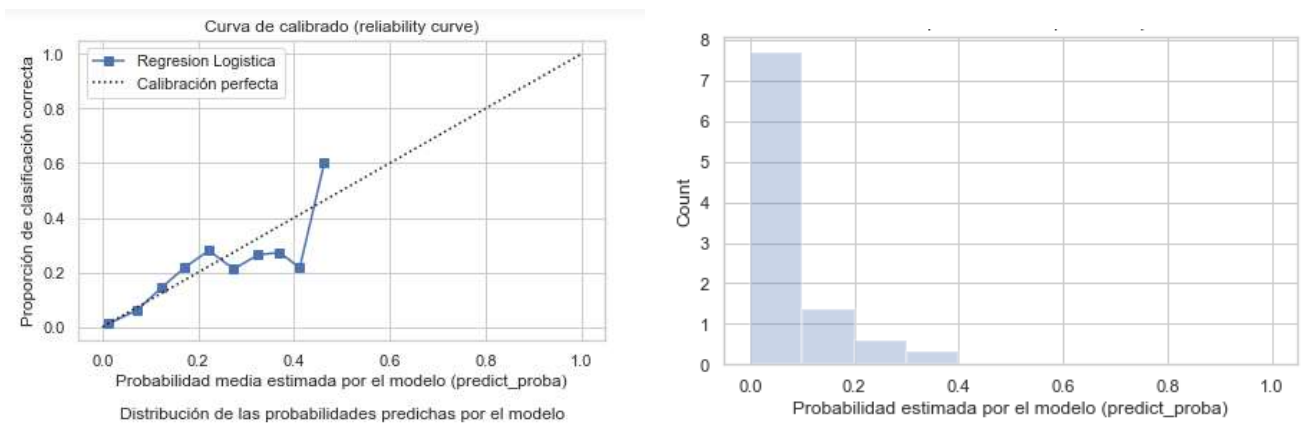 Curva de calibrado (reliability curve)
Regresion Logistica
Calibración perfecta
1.0
0.8
0.6
0.4
0.2
0.0
Proporción de clasificación correcta
0.0 0.2 0.4 0.6 0.8 1.0
Probabilidad media estimada por el modelo (predict_proba)
Distribución de las probabilidades predichas por el modelo
8
7
6
5
4
3
2
1
0
Count
0.0 0.2 0.4 0.6 0.8 1.0
Probabilidad estimada por el modelo (predict_proba)